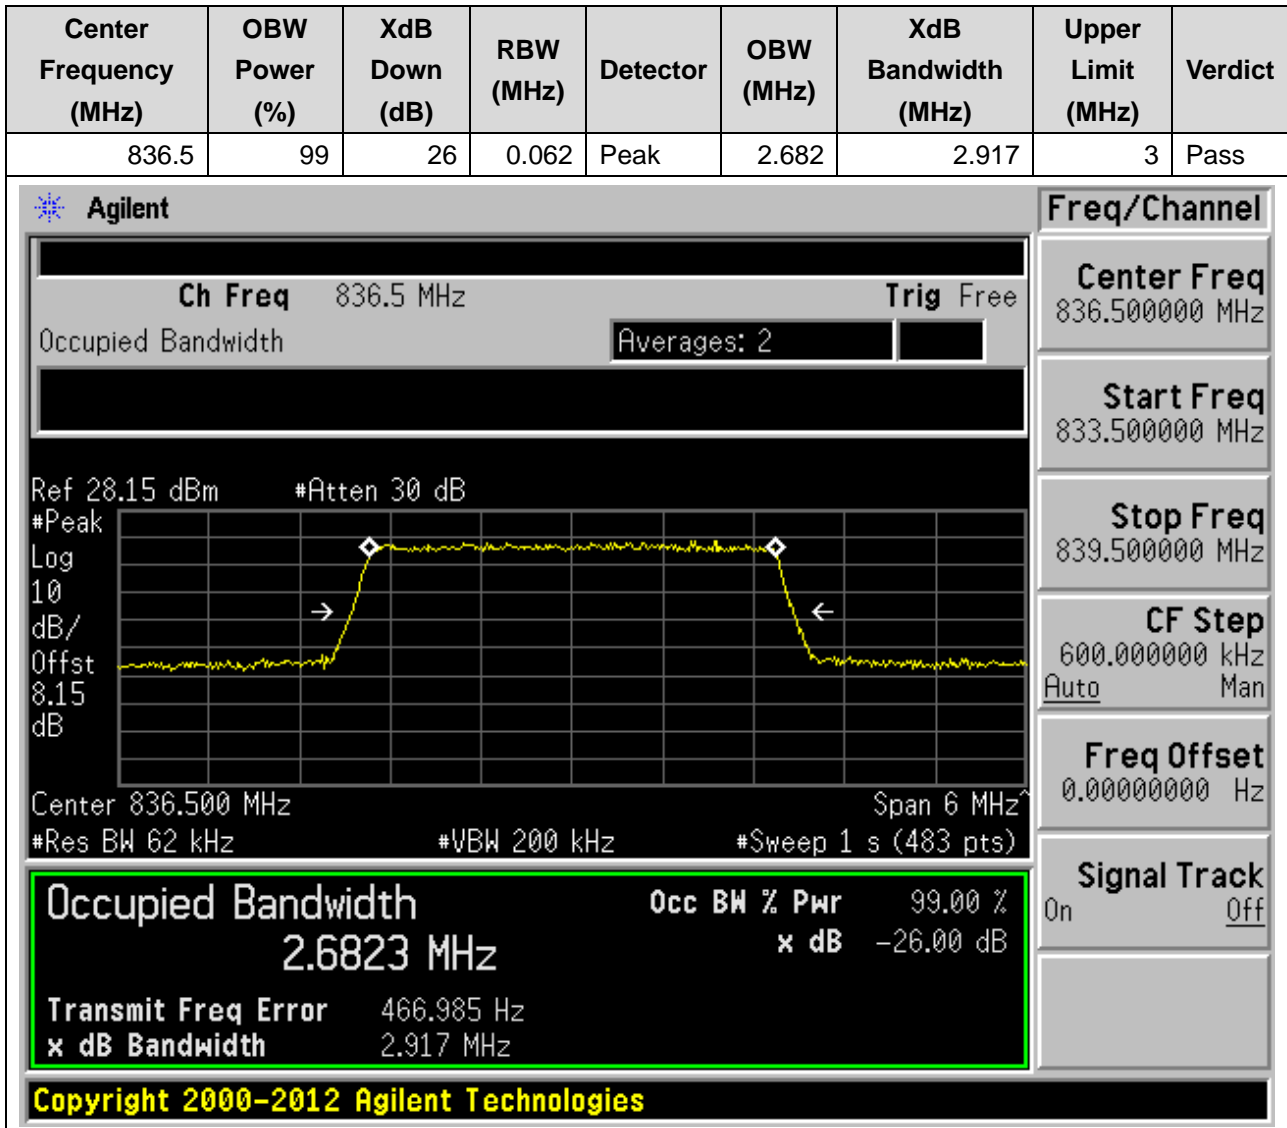 Center Frequency (MHz) OBW Power (%) XdB Down (dB) RBW (MHz) Detector OBW (MHz) XdB Bandwidth (MHz) Upper Limit (MHz) Verdict
836.5 99 26 0.062 Peak 2.682 2.917 3 Pass
Agilent
Freq/Channel
Ch Freq 836.5 MHz Trig Free
Occupied Bandwidth Averages: 2
Center Freq
836.500000 MHz
Start Freq
833.500000 MHz
Stop Freq
839.500000 MHz
CF Step
600.000000 kHz
Auto Man
Freq Offset
0.00000000 Hz
Signal Track
On Off
Ref 28.15 dBm #Atten 30 dB
#Peak
Log
10
dB/
Offst
8.15
dB
Center 836.500 MHz Span 6 MHz^
#Res BW 62 kHz #VBW 200 kHz #Sweep 1 s (483 pts)
Occupied Bandwidth Occ BW % Pwr 99.00 %
2.6823 MHz x dB -26.00 dB
Transmit Freq Error 466.985 Hz
x dB Bandwidth 2.917 MHz
Copyright 2000-2012 Agilent Technologies